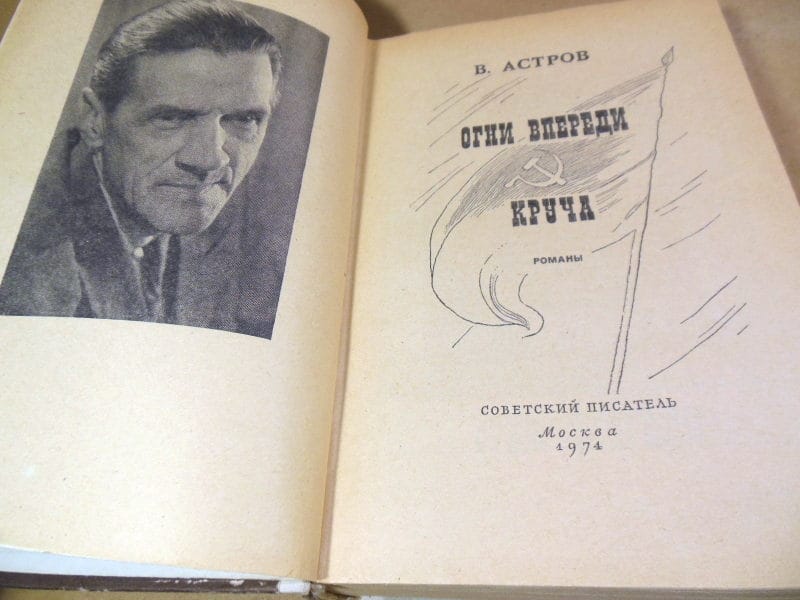 В. АСТРОВ
ОГНИ ВПЕРЕДИ
КРУЧА
РОМАНЫ
СОВЕТСКИЙ ПИСАТЕЛЬ
Москва
1974